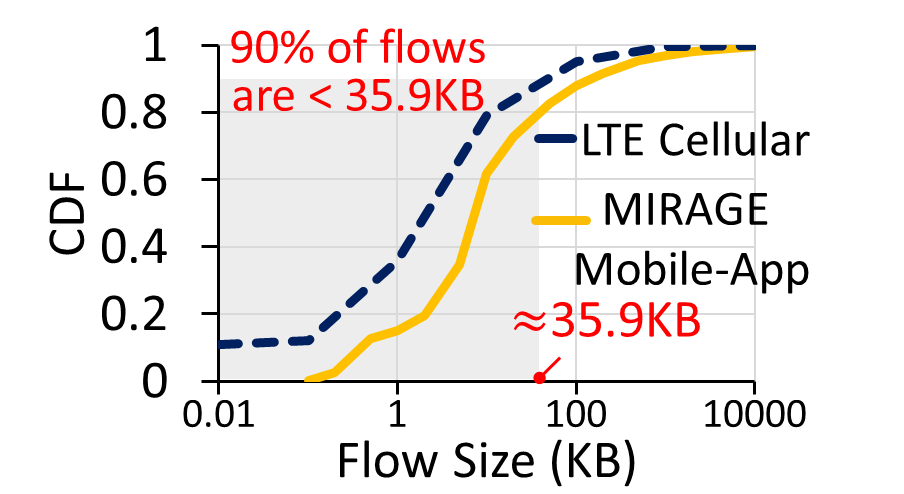 90% of flows
are < 35.9KB
1
0.8
0.6
0.4
0.2
0
CDF
LTE Cellular
MIRAGE
Mobile-App
≈35.9KB
0.01 1 100 10000
Flow Size (KB)